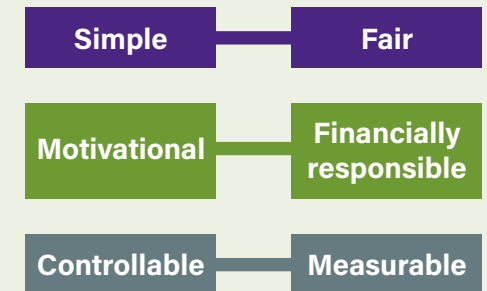 Simple
Fair
Motivational
Financially
responsible
Controllable
Measurable